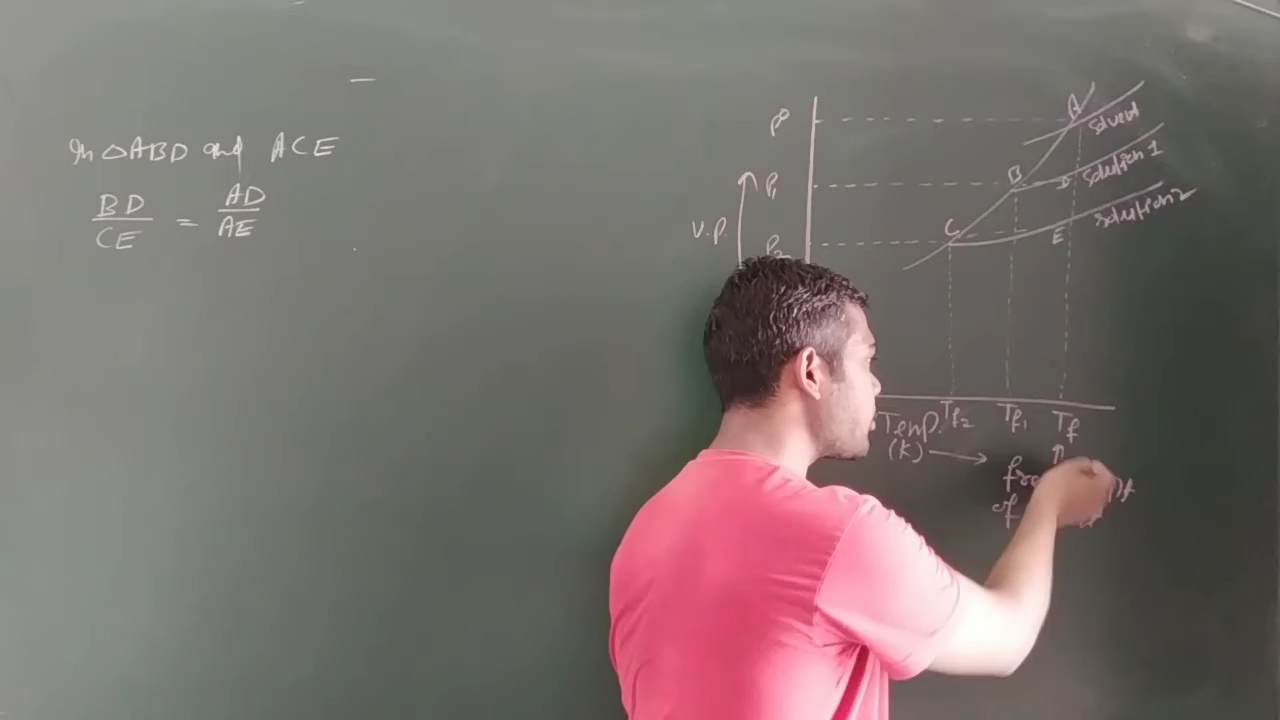 In △ABD and ACE
BD/CE = AD/AE
P°
A
Solvent
V.P.
P₁
B
D
Solution 1
P₂
C
E
Solution 2
Temp.
(K)
Tf₂
Tf₁
Tf
of